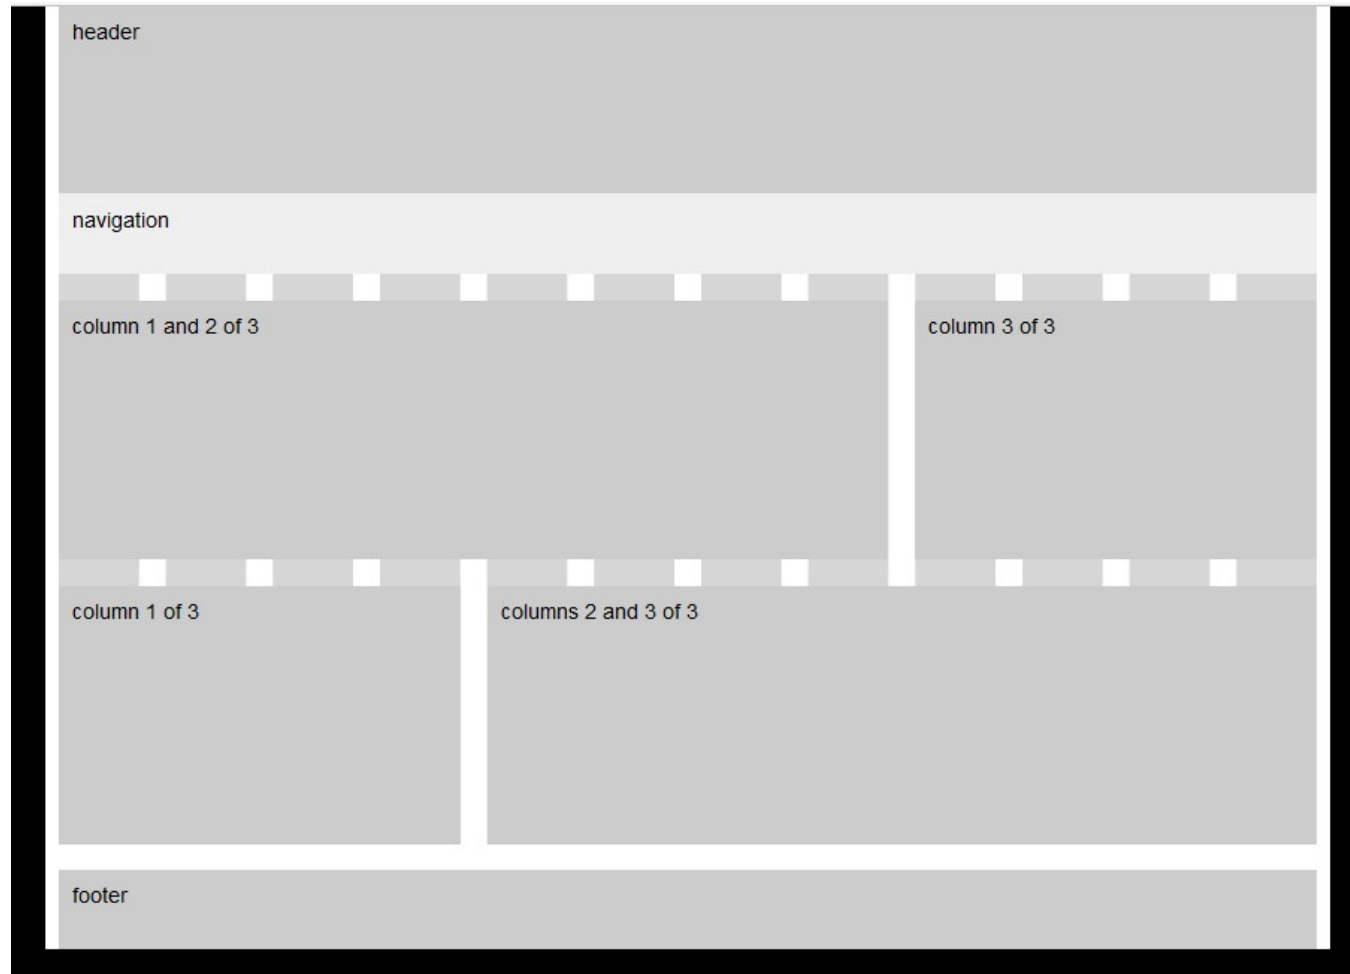 header
navigation
column 1 and 2 of 3
column 3 of 3
column 1 of 3
columns 2 and 3 of 3
footer